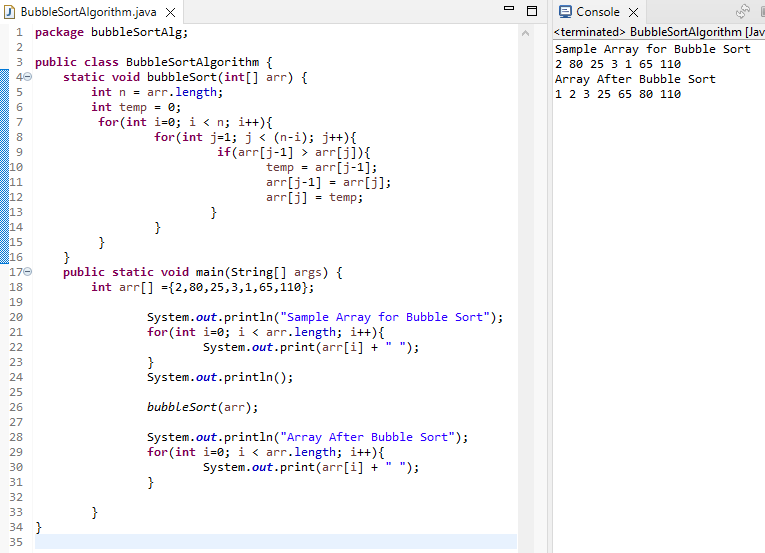 BubbleSortAlgorithm.java
1 package bubbleSortAlg;
2
3 public class BubbleSortAlgorithm {
4     static void bubbleSort(int[] arr) {
5         int n = arr.length;
6         int temp = 0;
7          for(int i=0; i < n; i++){
8                  for(int j=1; j < (n-i); j++){
9                           if(arr[j-1] > arr[j]){
10                                 temp = arr[j-1];
11                                 arr[j-1] = arr[j];
12                                 arr[j] = temp;
13                         }
14                 }
15         }
16     }
17     public static void main(String[] args) {
18         int arr[] ={2,80,25,3,1,65,110};
19
20                 System.out.println("Sample Array for Bubble Sort");
21                 for(int i=0; i < arr.length; i++){
22                         System.out.print(arr[i] + " ");
23                 }
24                 System.out.println();
25
26                 bubbleSort(arr);
27
28                 System.out.println("Array After Bubble Sort");
29                 for(int i=0; i < arr.length; i++){
30                         System.out.print(arr[i] + " ");
31                 }
32
33         }
34 }
35
Console
<terminated> BubbleSortAlgorithm [Jav
Sample Array for Bubble Sort
2 80 25 3 1 65 110
Array After Bubble Sort
1 2 3 25 65 80 110